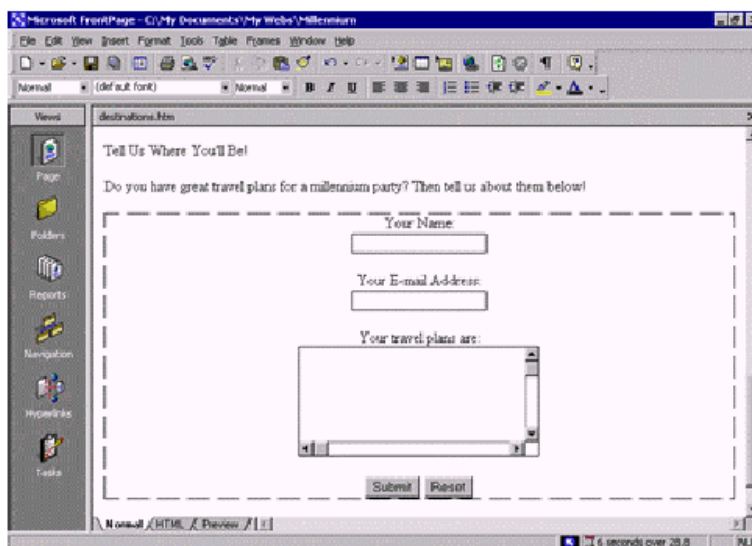 Microsoft FrontPage - C:\My Documents\My Webs\Millennium
File Edit View Insert Format Tools Table Frames Window Help
Normal (default font) Normal B I U A
Views destinations.htm
Page
Folders
Reports
Navigation
Hyperlinks
Tasks
Tell Us Where You'll Be!
Do you have great travel plans for a millennium party? Then tell us about them below!
Your Name:
Your E-mail Address:
Your travel plans are:
Submit Reset
Normal HTML Preview
6 seconds over 28.8